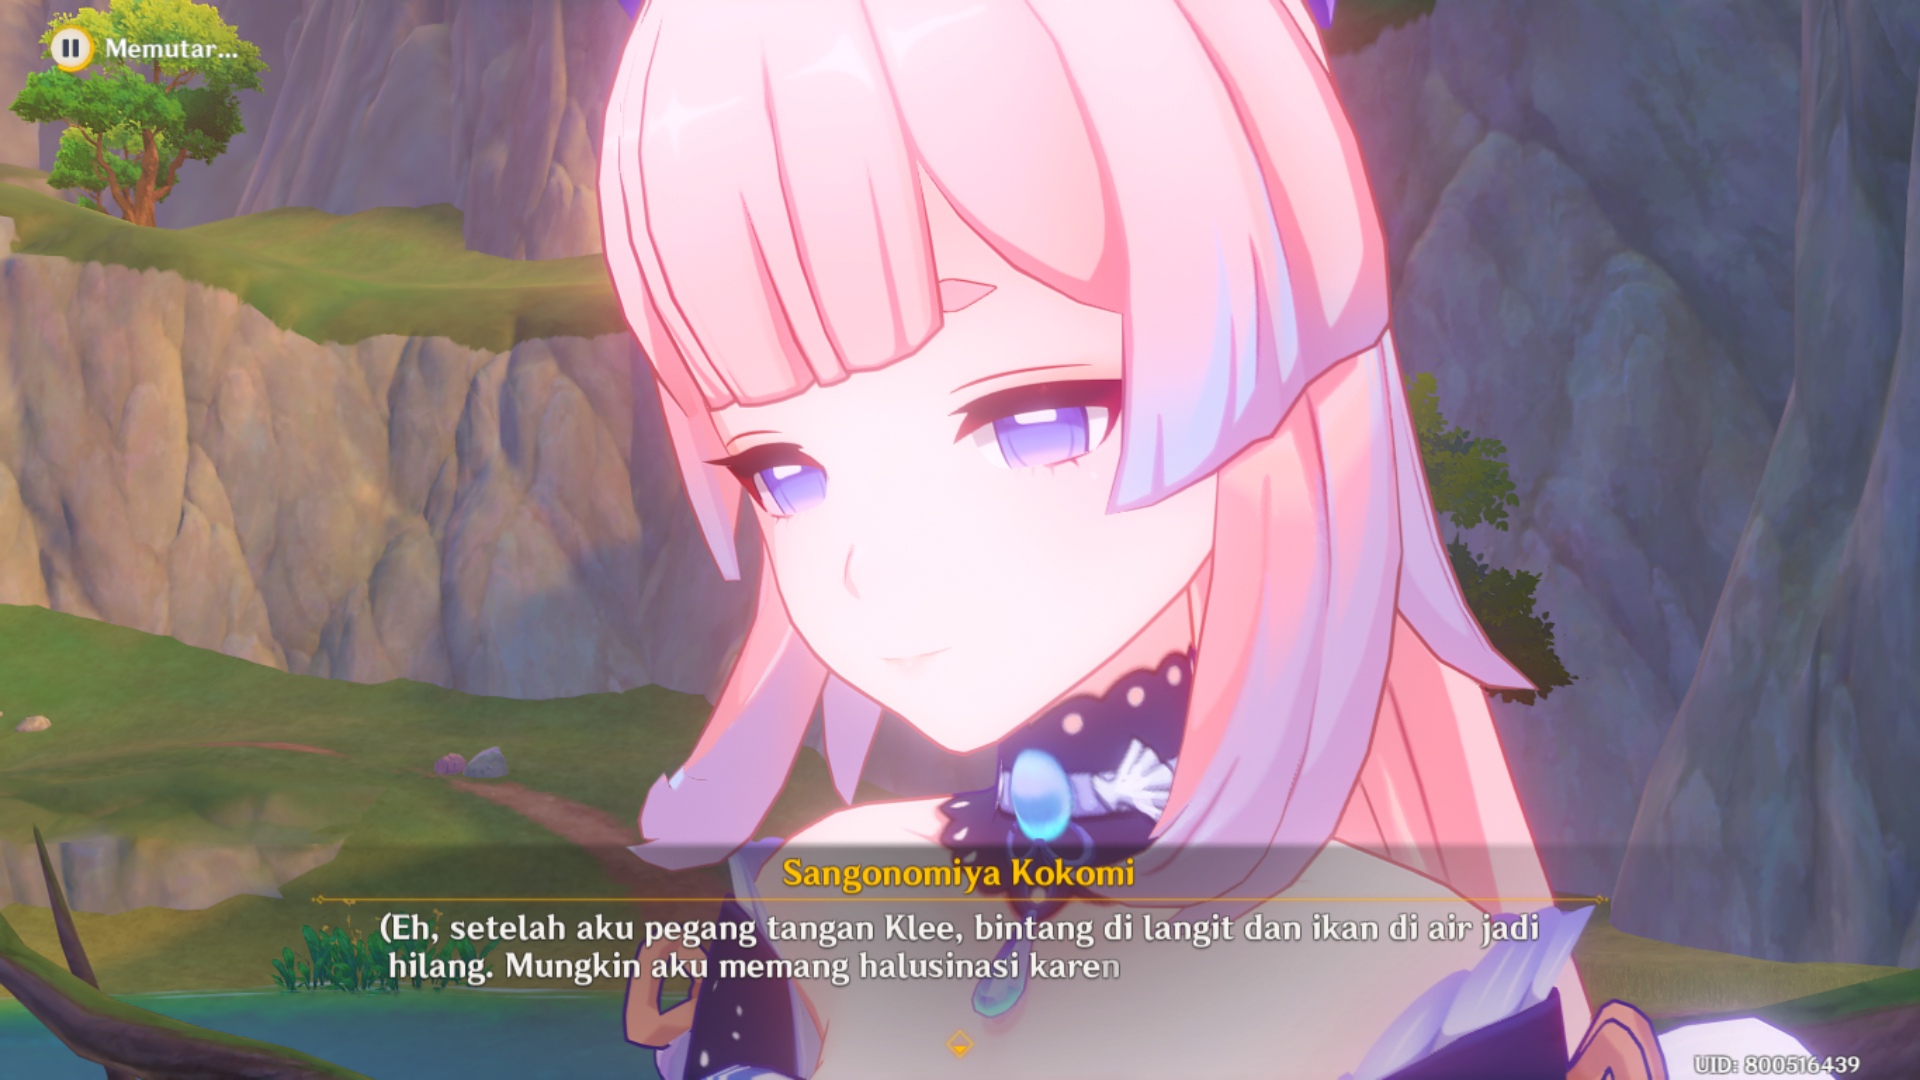 Memutar...
Sangonomiya Kokomi
(Eh, setelah aku pegang tangan Klee, bintang di langit dan ikan di air jadi
hilang. Mungkin aku memang halusinasi karen
UID: 800516439